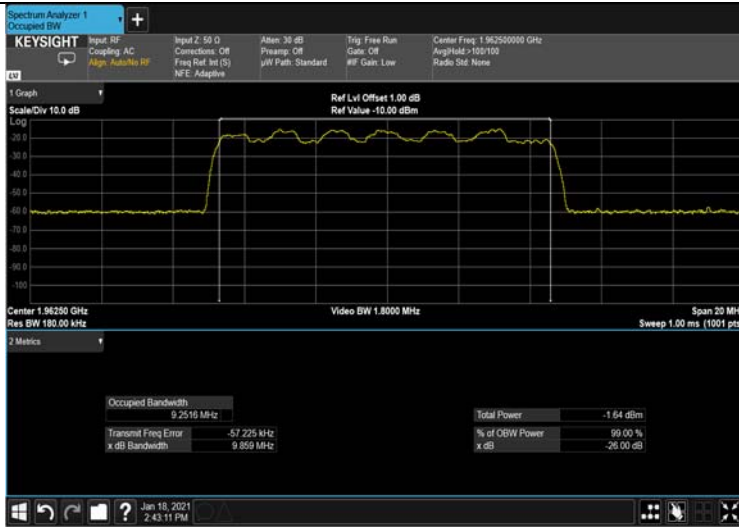 Spectrum Analyzer 1
Occupied BW
KEYSIGHT
Input: RF
Coupling: AC
Align: Auto/No RF
Input Z: 50 Ω
Corrections: Off
Freq Ref: Int (S)
NFE: Adaptive
Atten: 30 dB
Preamp: Off
µW Path: Standard
Trig: Free Run
Gate: Off
#IF Gain: Low
Center Freq: 1.962500000 GHz
Avg|Hold:>100/100
Radio Std: None
1 Graph
Scale/Div 10.0 dB
Ref Lvl Offset 1.00 dB
Ref Value -10.00 dBm
Log
-20.0
-30.0
-40.0
-50.0
-60.0
-70.0
-80.0
-90.0
-100
Center 1.96250 GHz
Video BW 1.8000 MHz
Span 20 MH
Res BW 180.00 kHz
Sweep 1.00 ms (1001 pts
2 Metrics
Occupied Bandwidth
9.2516 MHz
Total Power -1.64 dBm
Transmit Freq Error -57.225 kHz
% of OBW Power 99.00 %
x dB Bandwidth 9.859 MHz
x dB -26.00 dB
Jan 18, 2021
2:43:11 PM